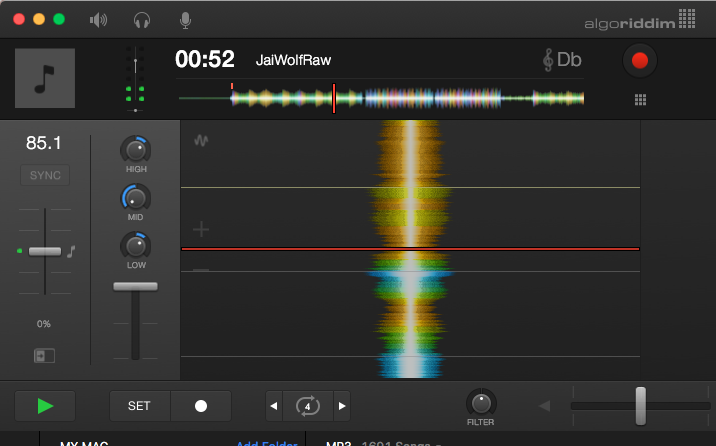 algoriddim
00:52 JaiWolfRaw Db
85.1
SYNC
HIGH
MID
LOW
0%
SET
4
FILTER
MY MAC Add Folder MP3 1691 Songs